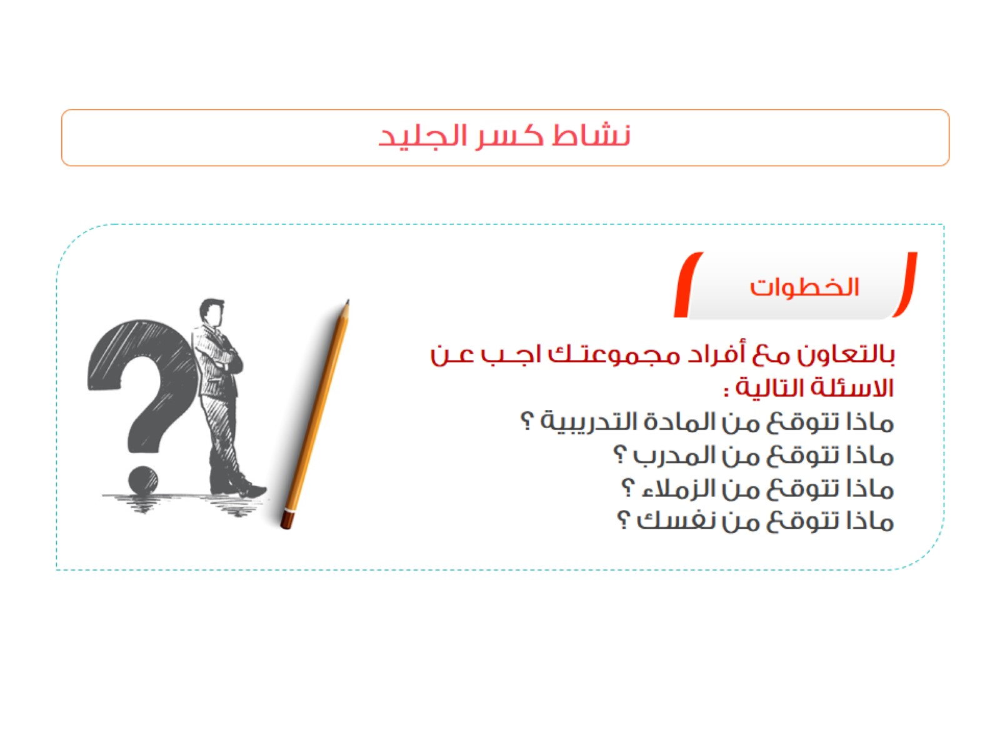 نشاط كسر الجليد
الخطوات
بالتعاون مع أفراد مجموعتك اجب عن
الاسئلة التالية :
ماذا تتوقع من المادة التدريبية ؟
ماذا تتوقع من المدرب ؟
ماذا تتوقع من الزملاء ؟
ماذا تتوقع من نفسك ؟